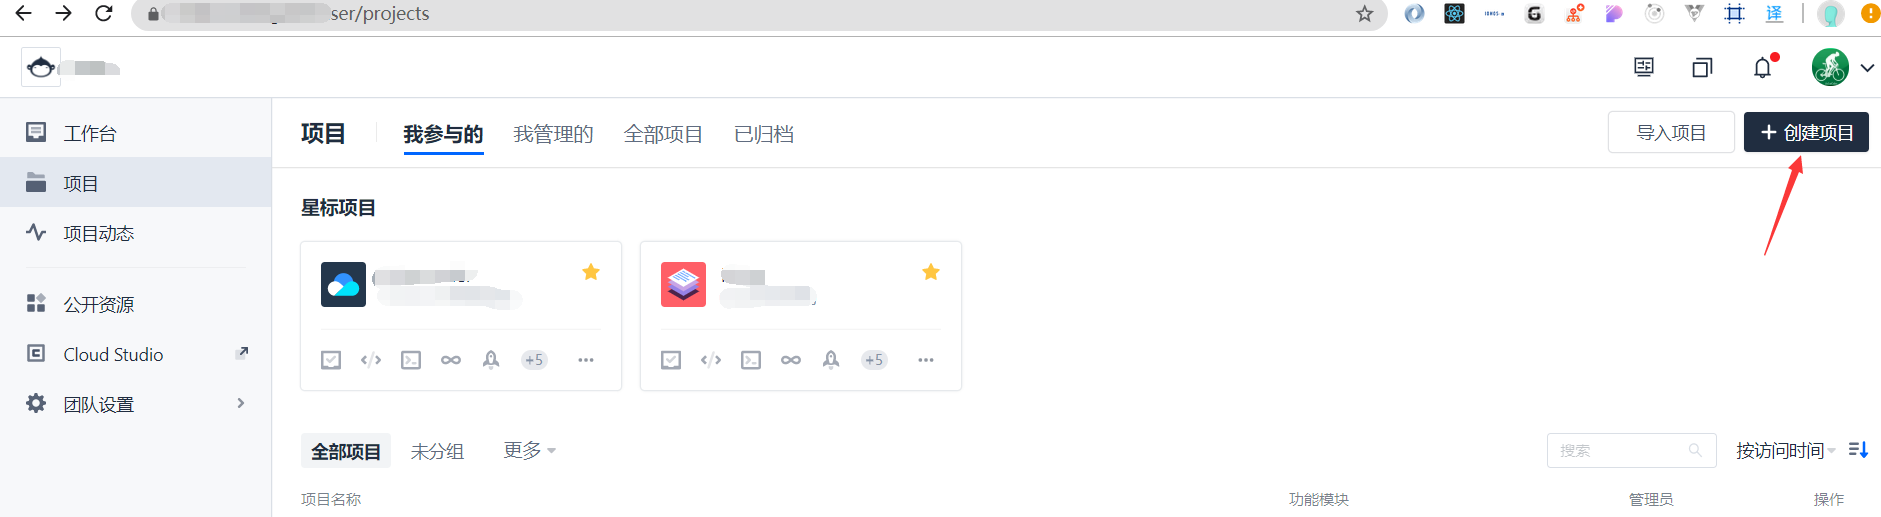 ser/projects
工作台
项目
项目动态
公开资源
Cloud Studio
团队设置
项目 我参与的 我管理的 全部项目 已归档 导入项目 + 创建项目
星标项目
+5
+5
全部项目 未分组 更多 搜索 按访问时间
项目名称 功能模块 管理员 操作
译